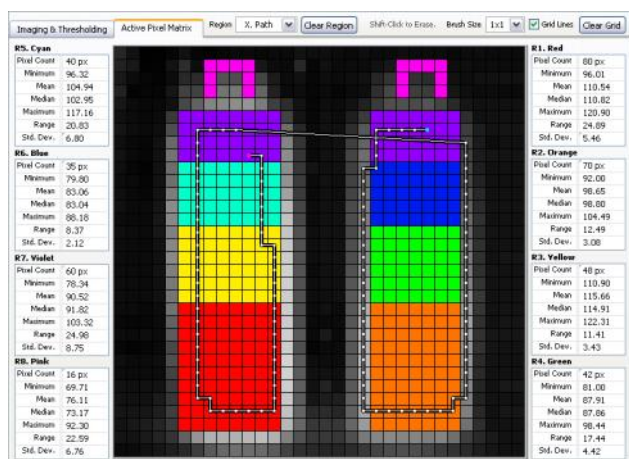 Imaging & Thresholding
Active Pixel Matrix
Region
X. Path
Clear Region
Shift-Click to Erase.
Brush Size
1x1
Grid Lines
Clear Grid
R5. Cyan
Pixel Count 40 px
Minimum 96.32
Mean 104.94
Median 102.95
Maximum 117.16
Range 20.83
Std. Dev. 6.80
R6. Blue
Pixel Count 35 px
Minimum 79.80
Mean 83.06
Median 83.04
Maximum 88.18
Range 8.37
Std. Dev. 2.12
R7. Violet
Pixel Count 60 px
Minimum 78.34
Mean 90.52
Median 91.82
Maximum 103.32
Range 24.98
Std. Dev. 8.75
R8. Pink
Pixel Count 16 px
Minimum 69.71
Mean 76.11
Median 73.17
Maximum 92.30
Range 22.59
Std. Dev. 6.76
R1. Red
Pixel Count 80 px
Minimum 96.01
Mean 110.54
Median 110.82
Maximum 120.90
Range 24.89
Std. Dev. 5.46
R2. Orange
Pixel Count 70 px
Minimum 92.00
Mean 98.65
Median 98.80
Maximum 104.49
Range 12.49
Std. Dev. 3.08
R3. Yellow
Pixel Count 48 px
Minimum 110.90
Mean 115.66
Median 114.91
Maximum 122.31
Range 11.41
Std. Dev. 3.43
R4. Green
Pixel Count 42 px
Minimum 81.00
Mean 87.91
Median 87.86
Maximum 98.44
Range 17.44
Std. Dev. 4.42